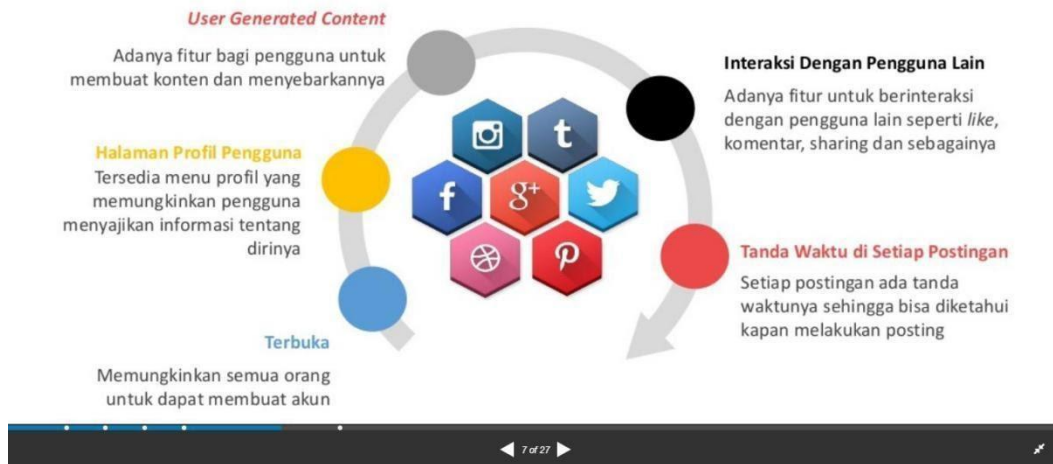 User Generated Content
Adanya fitur bagi pengguna untuk
membuat konten dan menyebarkannya
Halaman Profil Pengguna
Tersedia menu profil yang
memungkinkan pengguna
menyajikan informasi tentang
dirinya
Terbuka
Memungkinkan semua orang
untuk dapat membuat akun
t
f
g+
Interaksi Dengan Pengguna Lain
Adanya fitur untuk berinteraksi
dengan pengguna lain seperti like,
komentar, sharing dan sebagainya
Tanda Waktu di Setiap Postingan
Setiap postingan ada tanda
waktunya sehingga bisa diketahui
kapan melakukan posting
7 of 27